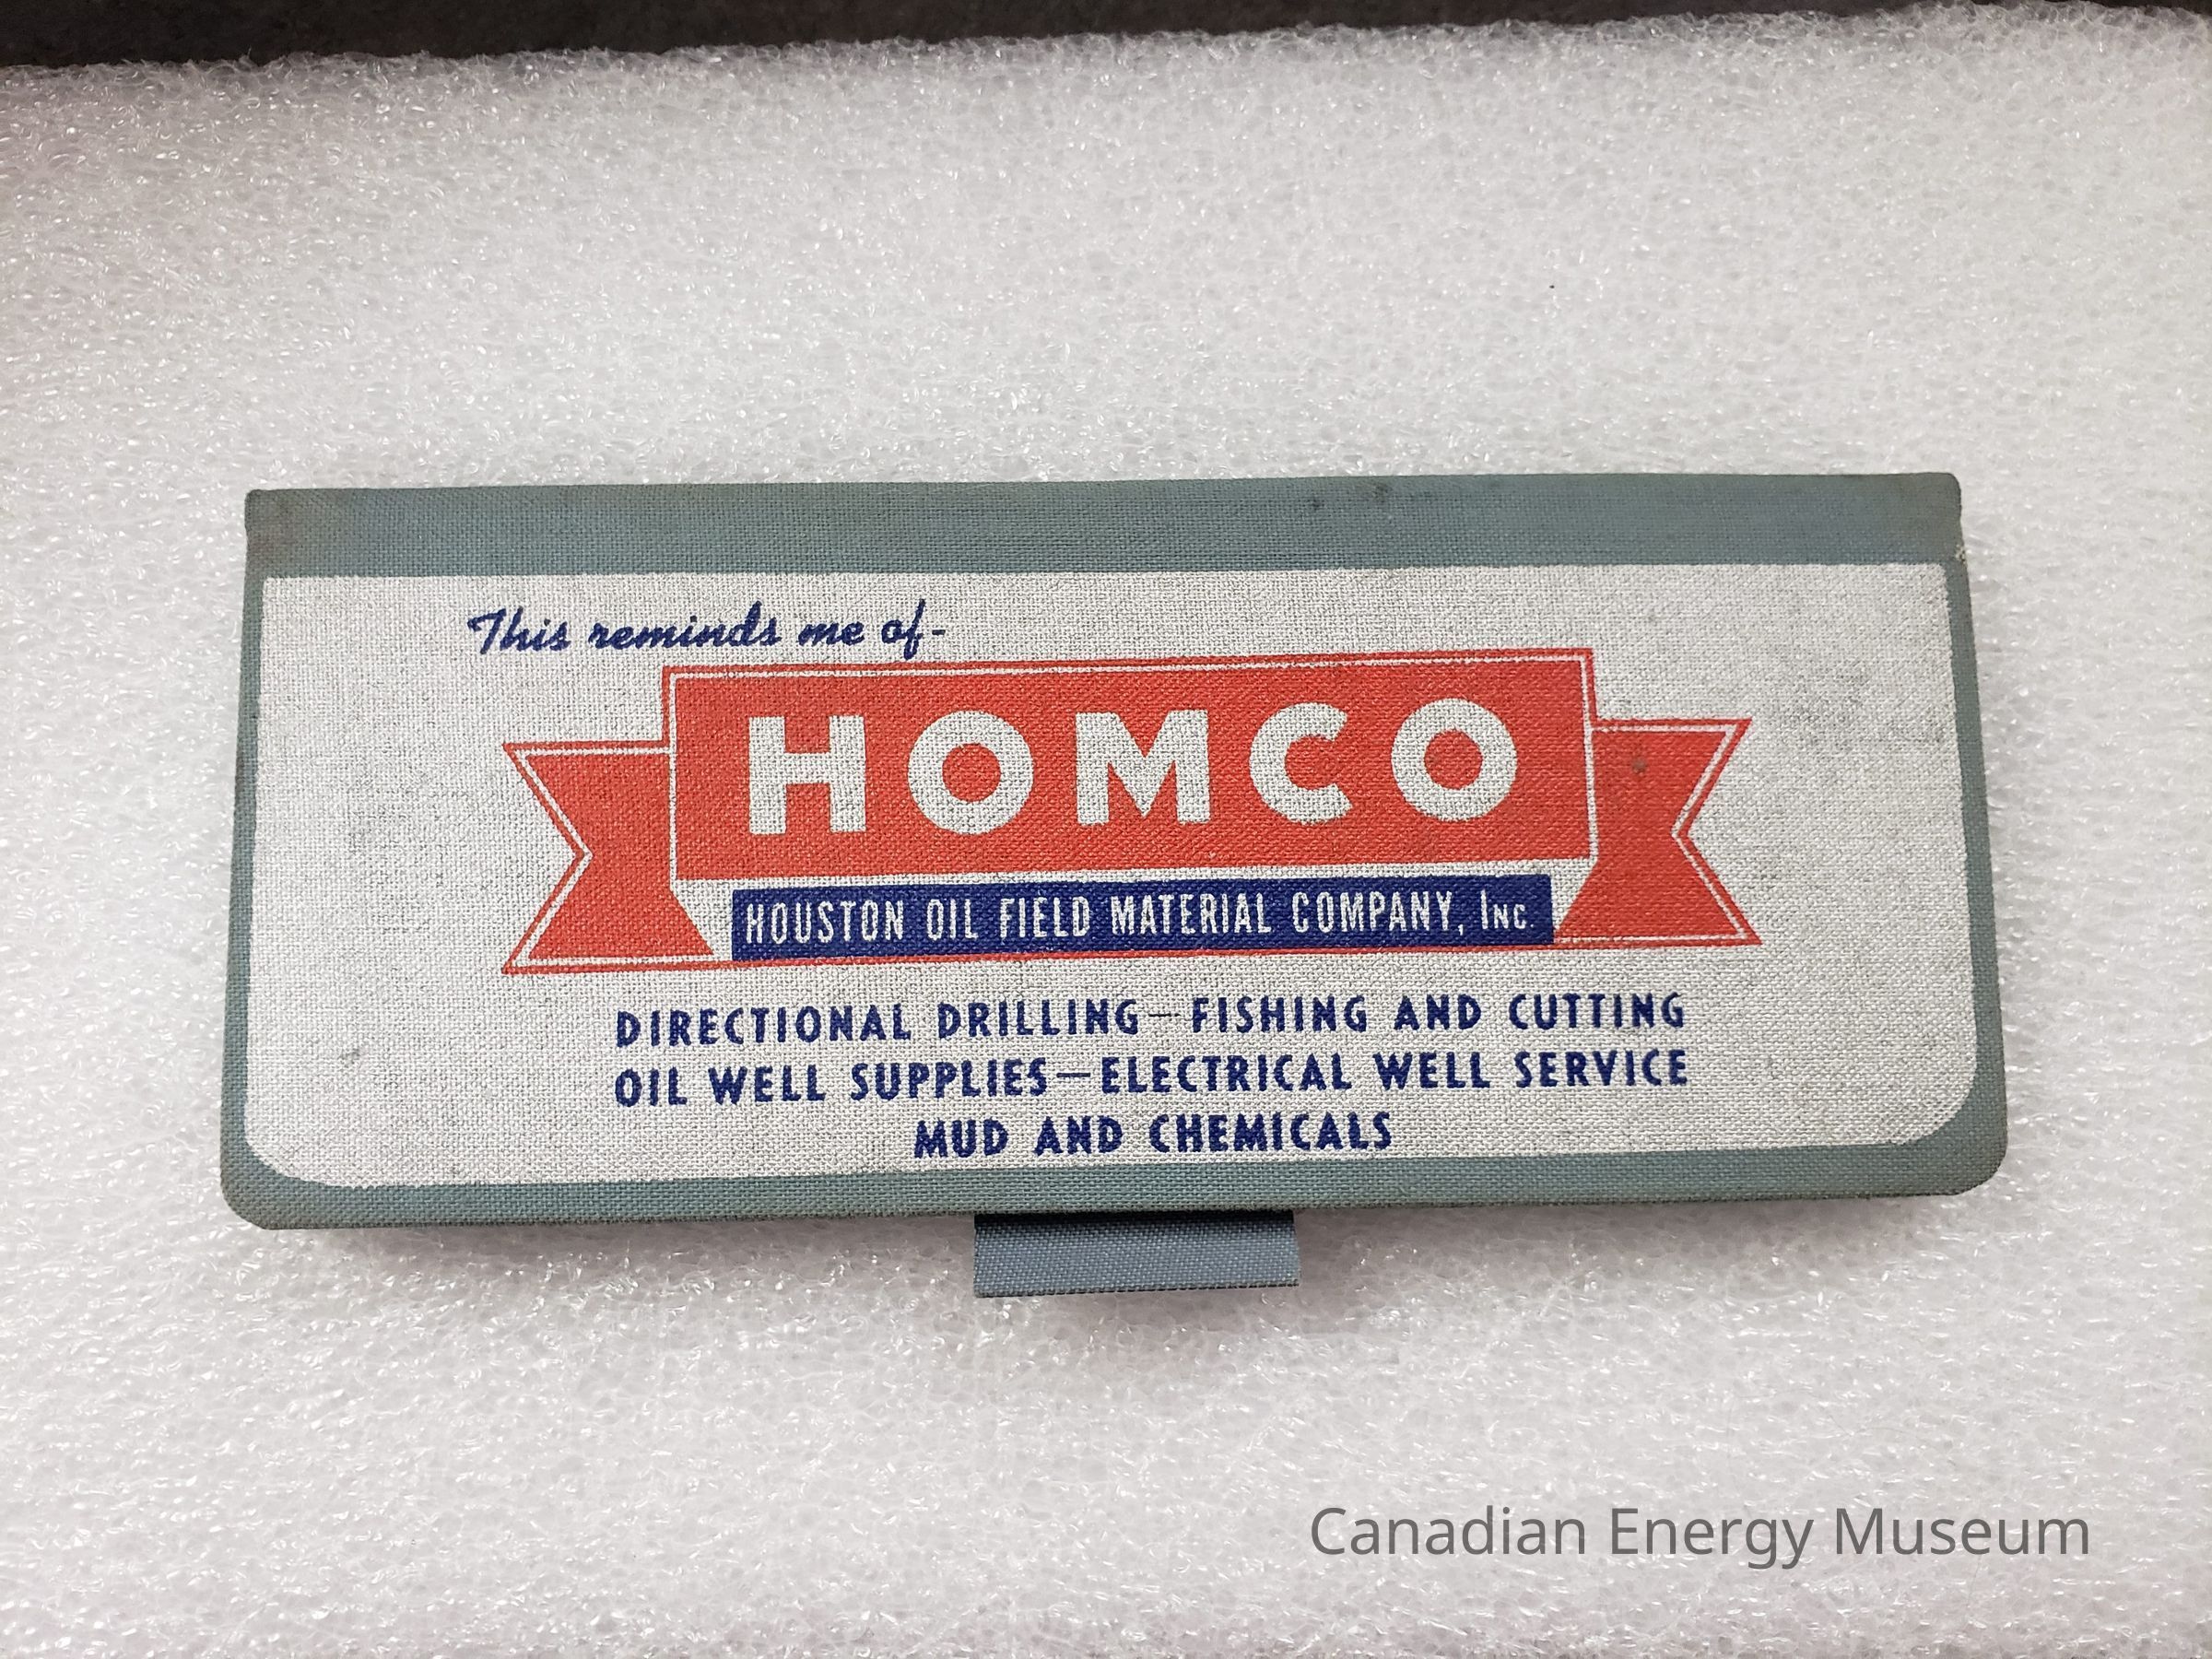 This reminds me of-
HOMCO
HOUSTON OIL FIELD MATERIAL COMPANY, INC.
DIRECTIONAL DRILLING—FISHING AND CUTTING
OIL WELL SUPPLIES—ELECTRICAL WELL SERVICE
MUD AND CHEMICALS
Canadian Energy Museum